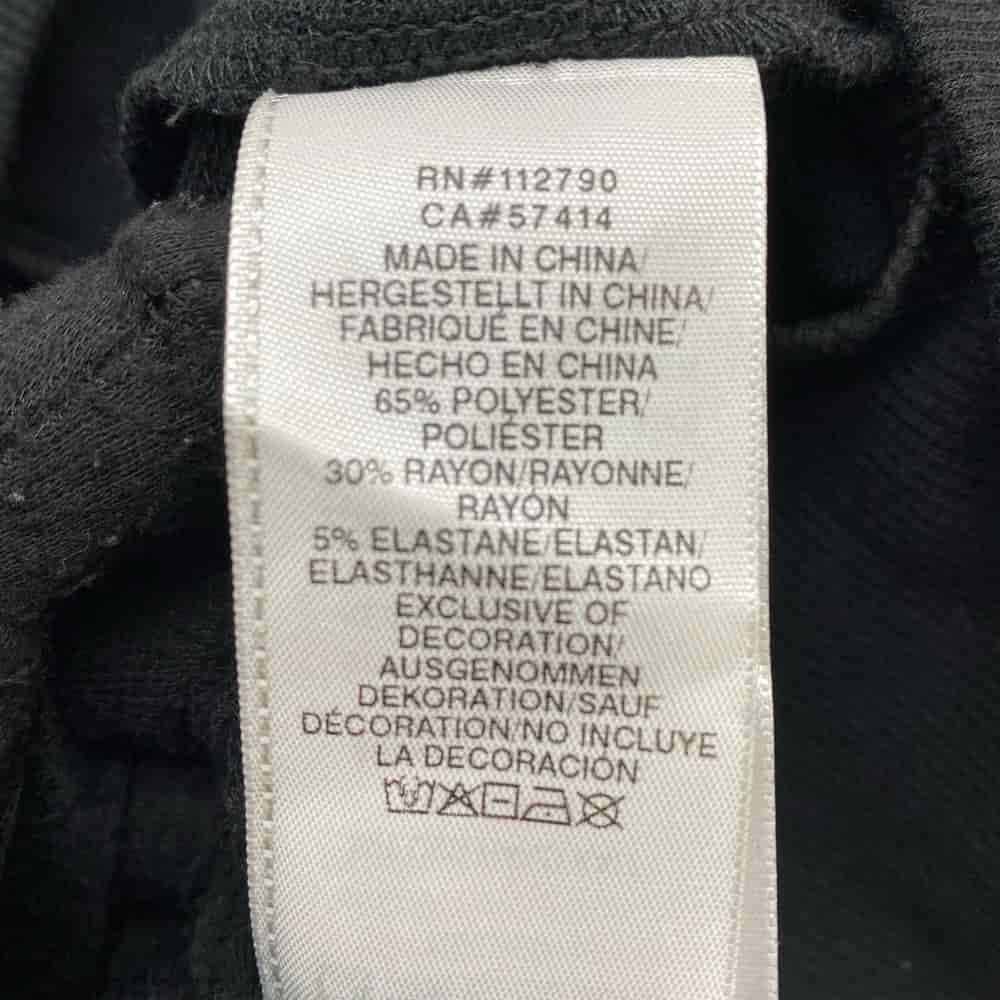 RN#112790
CA#57414
MADE IN CHINA/
HERGESTELLT IN CHINA/
FABRIQUÉ EN CHINE/
HECHO EN CHINA
65% POLYESTER/
POLIÉSTER
30% RAYON/RAYONNE/
RAYÓN
5% ELASTANE/ELASTAN/
ELASTHANNE/ELASTANO
EXCLUSIVE OF
DECORATION/
AUSGENOMMEN
DEKORATION/SAUF
DÉCORATION/NO INCLUYE
LA DECORACIÓN